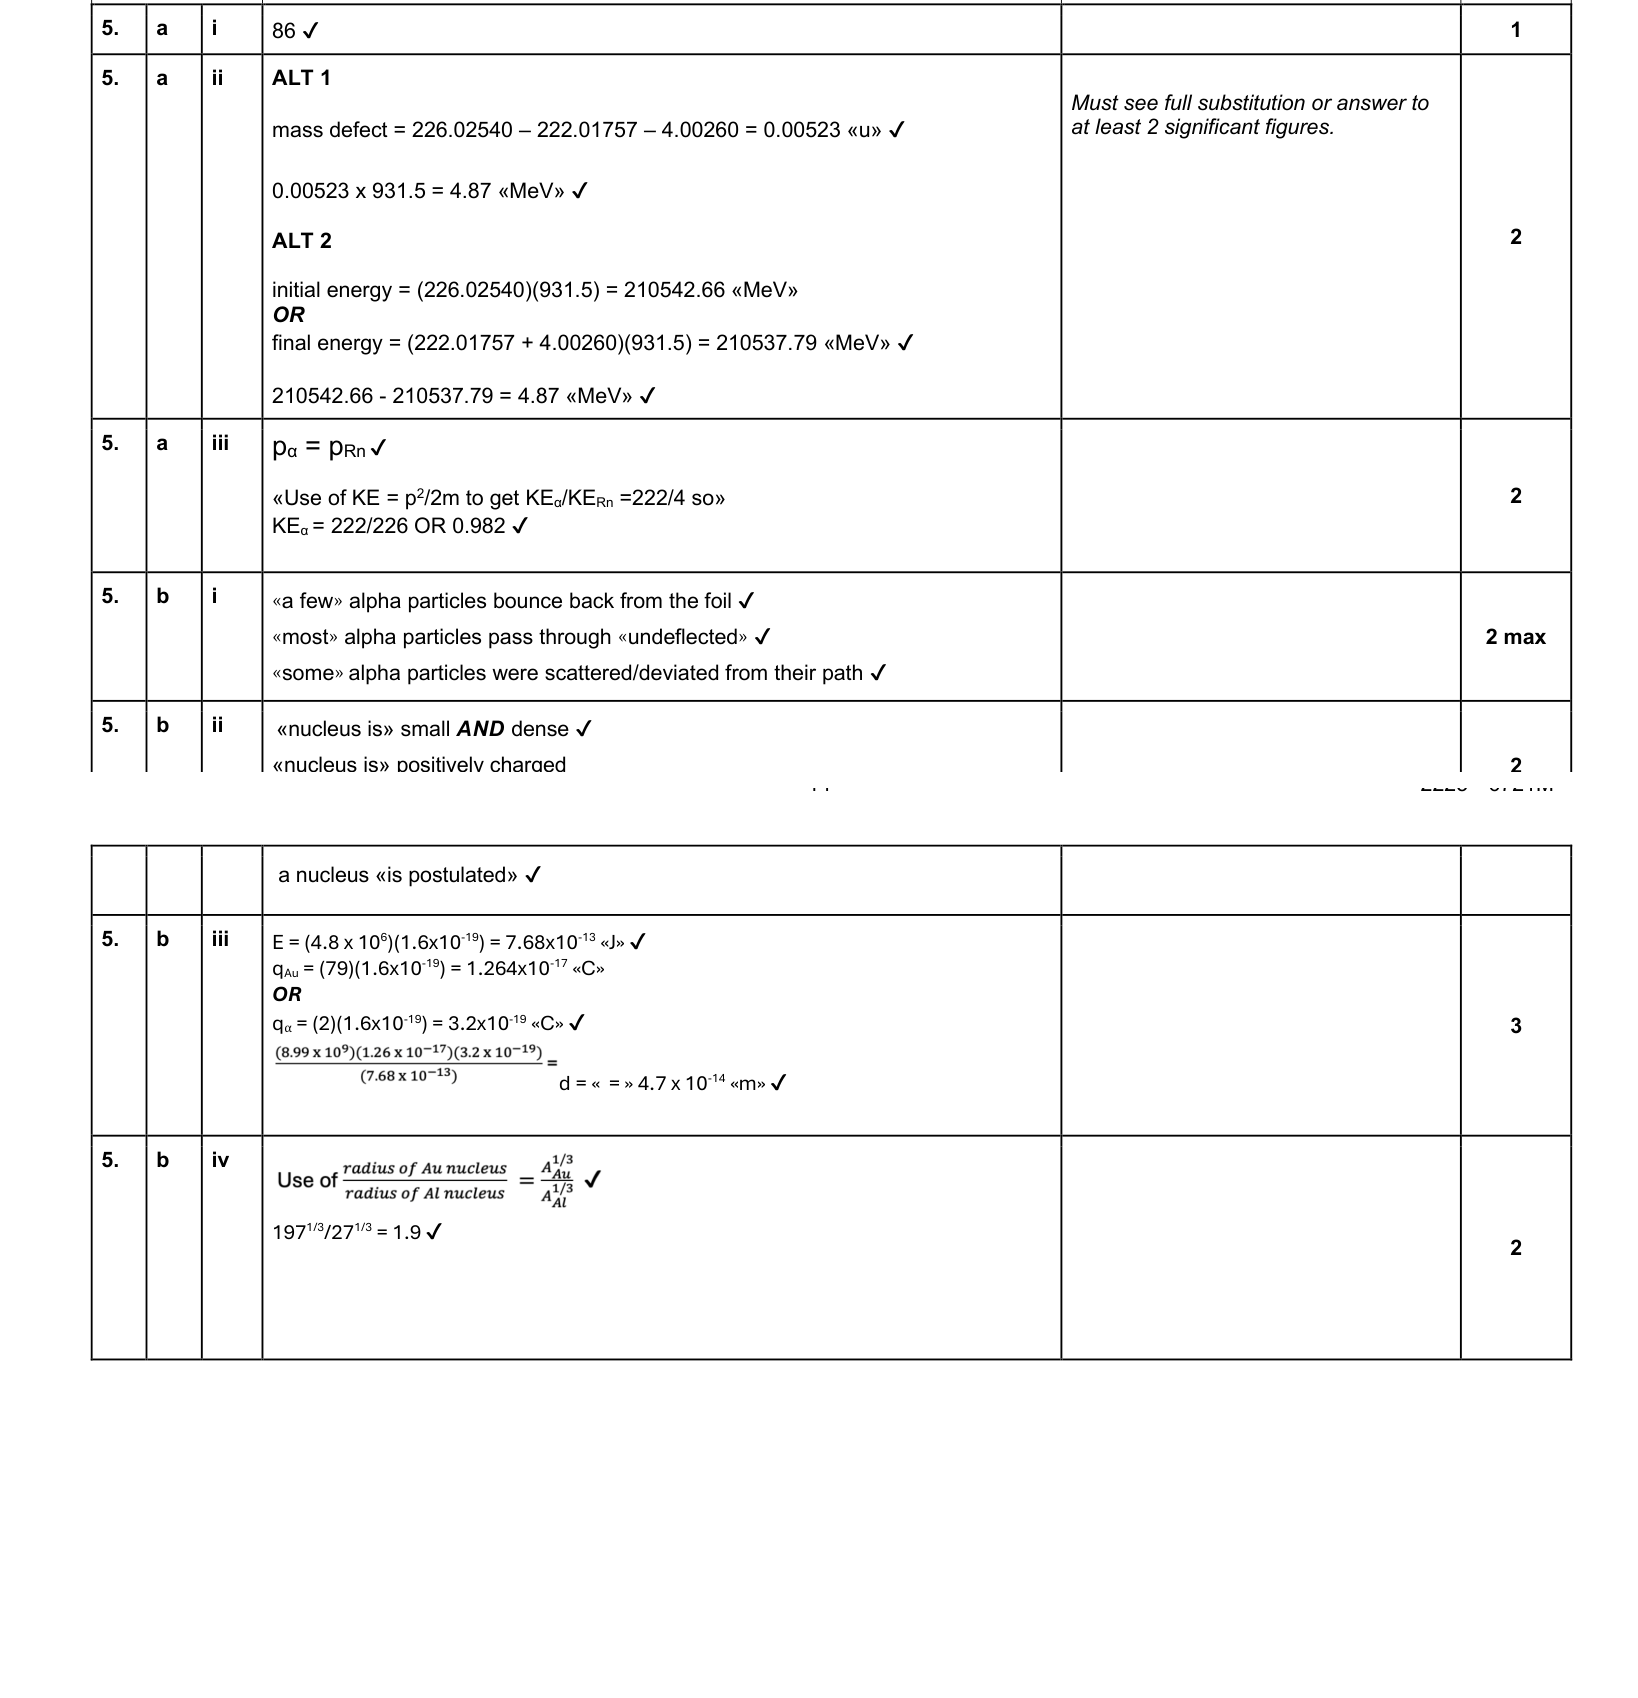 5. a i 86 ✓ 1
5. a ii ALT 1
Must see full substitution or answer to
at least 2 significant figures.
mass defect = 226.02540 – 222.01757 – 4.00260 = 0.00523 «u» ✓
0.00523 x 931.5 = 4.87 «MeV» ✓
2
ALT 2
initial energy = (226.02540)(931.5) = 210542.66 «MeV»
OR
final energy = (222.01757 + 4.00260)(931.5) = 210537.79 «MeV» ✓
210542.66 - 210537.79 = 4.87 «MeV» ✓
5. a iii pα = pRn ✓
«Use of KE = p²/2m to get KEα/KERn =222/4 so»
2
KEα = 222/226 OR 0.982 ✓
5. b i «a few» alpha particles bounce back from the foil ✓
«most» alpha particles pass through «undeflected» ✓ 2 max
«some» alpha particles were scattered/deviated from their path ✓
5. b ii «nucleus is» small AND dense ✓
«nucleus is» positively charged 2
a nucleus «is postulated» ✓
5. b iii E = (4.8 x 10⁶)(1.6x10⁻¹⁹) = 7.68x10⁻¹³ «J» ✓
qAu = (79)(1.6x10⁻¹⁹) = 1.264x10⁻¹⁷ «C»
OR
qα = (2)(1.6x10⁻¹⁹) = 3.2x10⁻¹⁹ «C» ✓ 3
(8.99 x 10⁹)(1.26 x 10⁻¹⁷)(3.2 x 10⁻¹⁹)
(7.68 x 10⁻¹³)
=
d = « = » 4.7 x 10⁻¹⁴ «m» ✓
5. b iv Use of radius of Au nucleus / radius of Al nucleus = A_Au^1/3 / A_Al^1/3 ✓
197^1/3/27^1/3 = 1.9 ✓
2